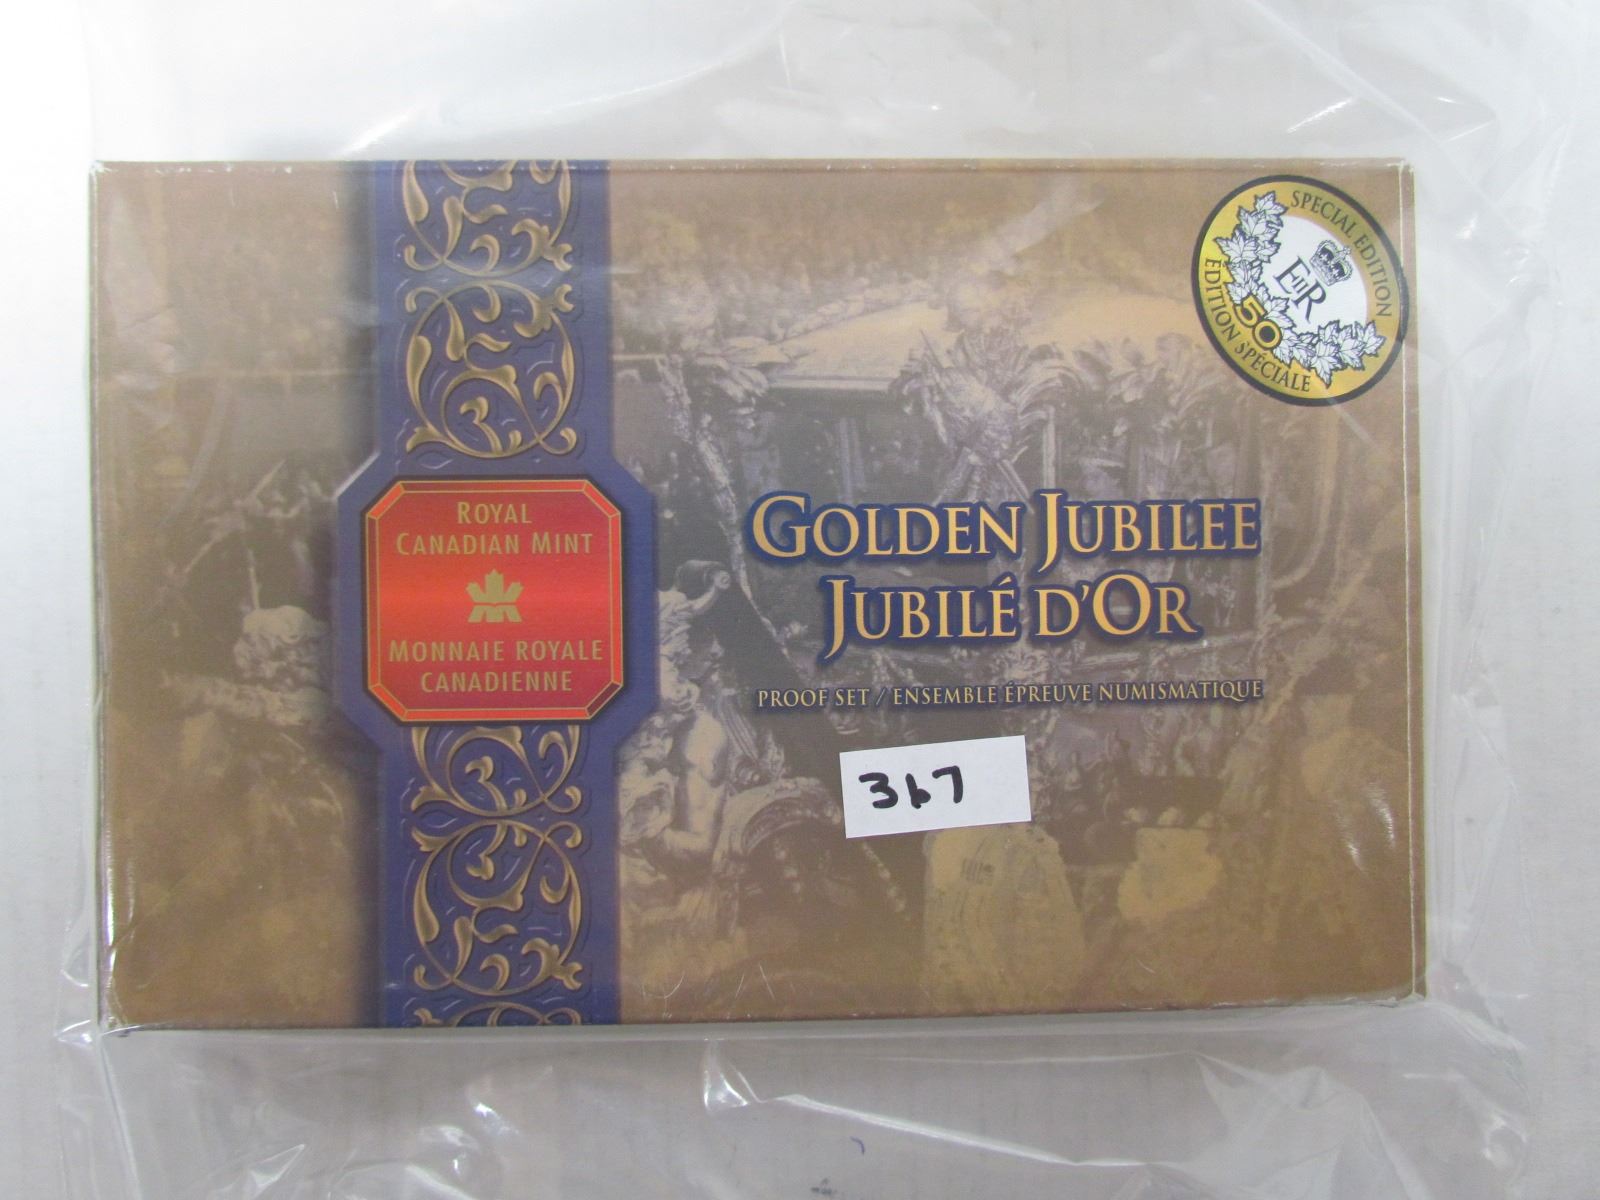 SPECIAL EDITION
EIIR
50
ÉDITION SPÉCIALE
ROYAL
CANADIAN MINT
MONNAIE ROYALE
CANADIENNE
GOLDEN JUBILEE
JUBILÉ D'OR
PROOF SET / ENSEMBLE ÉPREUVE NUMISMATIQUE
367